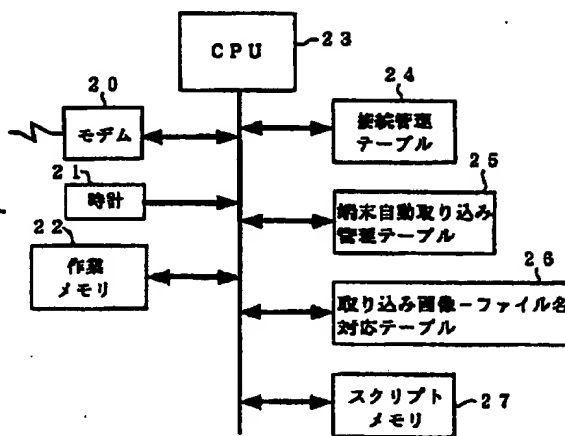 CPU
23
20
モデム
24
接続管理
テーブル
21
時計
25
端末自動取り込み
管理テーブル
22
作業
メモリ
26
取り込み画像-ファイル名
対応テーブル
スクリプト
メモリ
27